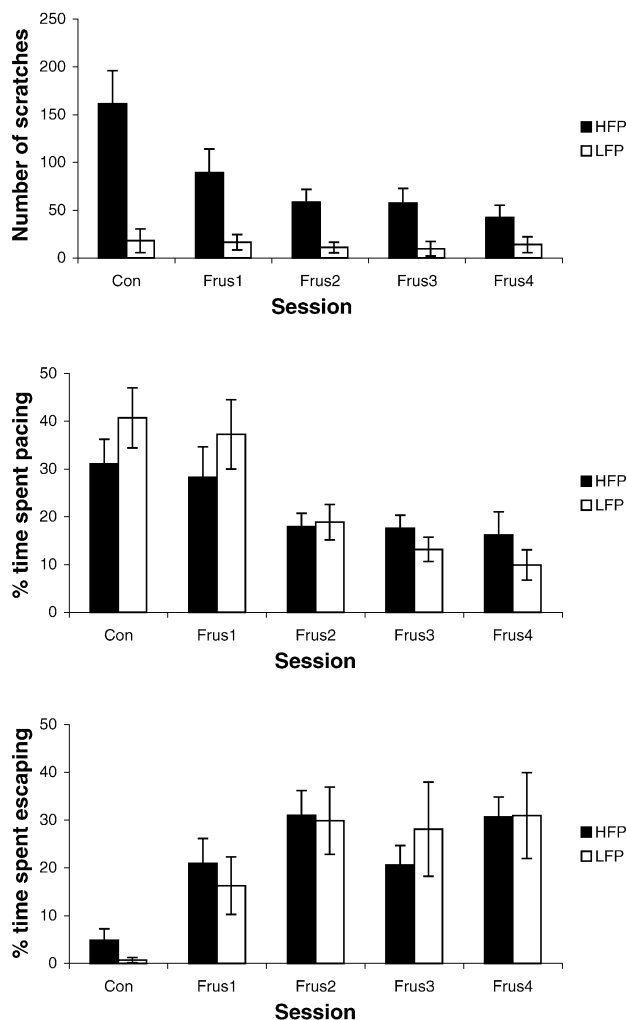 Number of scratches
250
200
150
100
50
0
Con Frus1 Frus2 Frus3 Frus4
Session
HFP
LFP
% time spent pacing
50
40
30
20
10
0
Con Frus1 Frus2 Frus3 Frus4
Session
HFP
LFP
% time spent escaping
50
40
30
20
10
0
Con Frus1 Frus2 Frus3 Frus4
Session
HFP
LFP